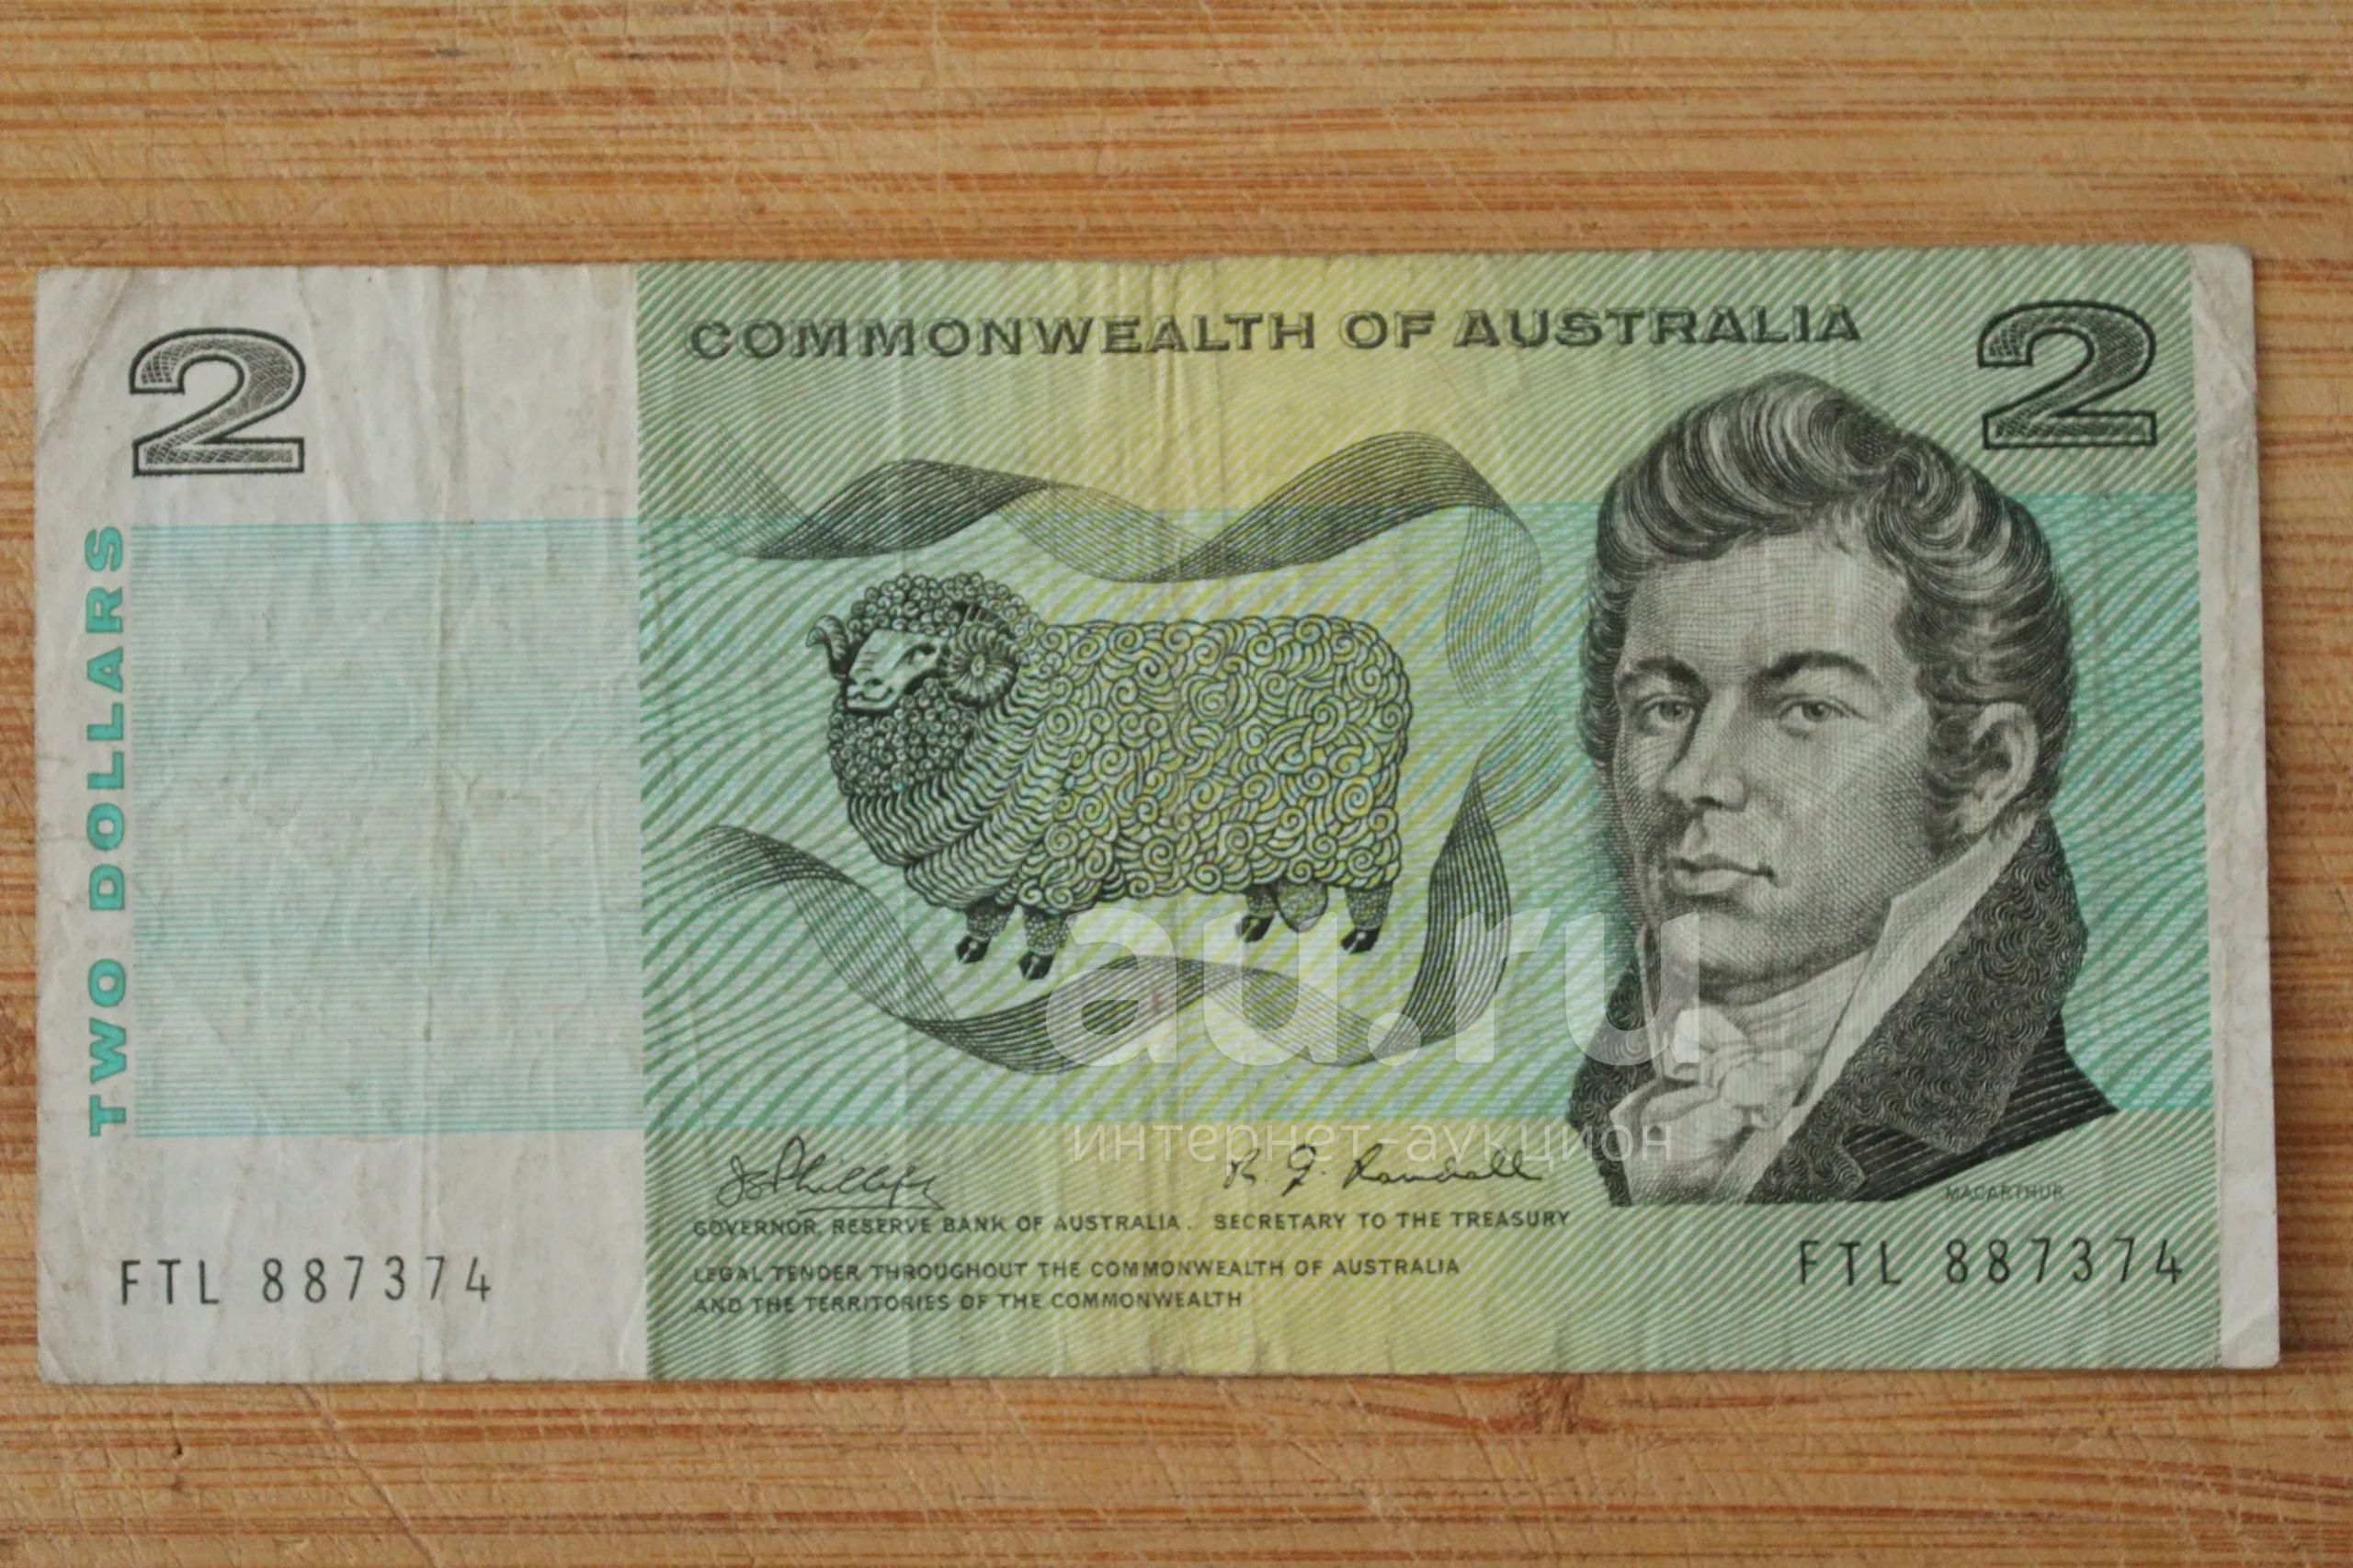 COMMONWEALTH OF AUSTRALIA
2
2
TWO DOLLARS
au.ru
интернет-аукцион
R. J. Randall
GOVERNOR, RESERVE BANK OF AUSTRALIA. SECRETARY TO THE TREASURY
MACARTHUR
LEGAL TENDER THROUGHOUT THE COMMONWEALTH OF AUSTRALIA
AND THE TERRITORIES OF THE COMMONWEALTH
FTL 887374
FTL 887374